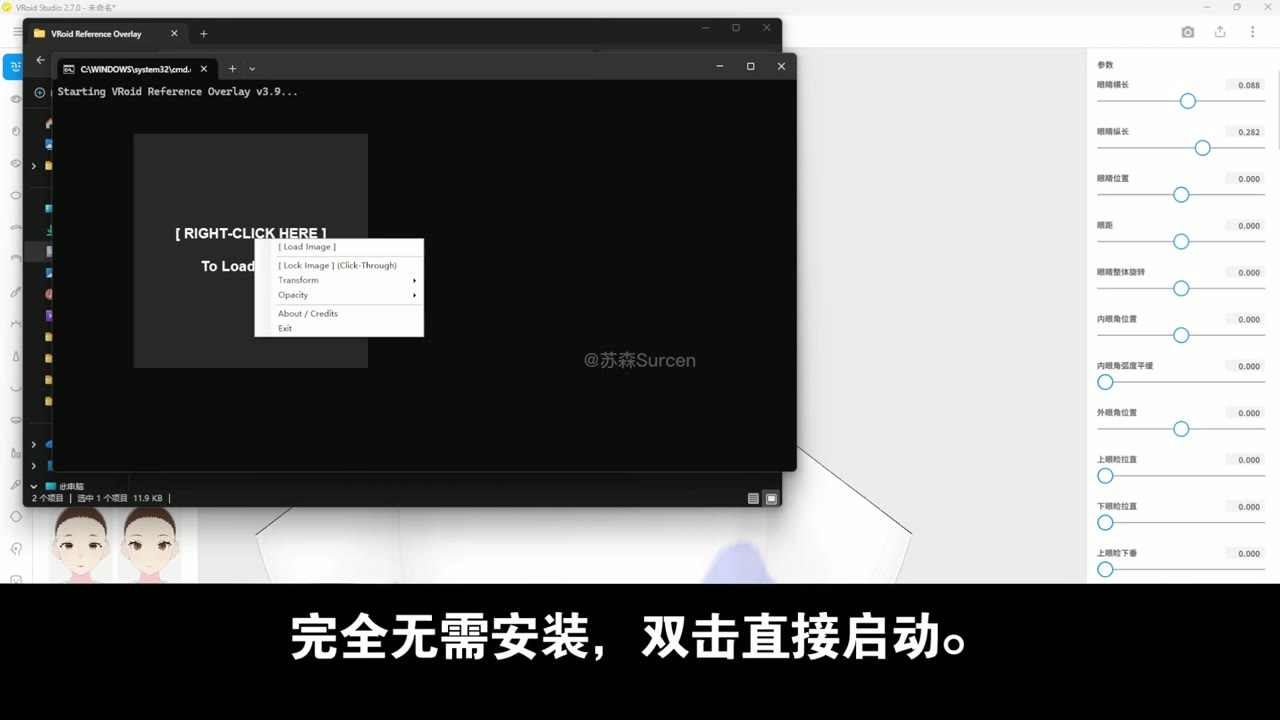 VRoid Studio 2.7.0 - 未命名*
VRoid Reference Overlay
C:\WINDOWS\system32\cmd.
Starting VRoid Reference Overlay v3.9...
[ RIGHT-CLICK HERE ]
To Load
[ Load Image ]
[ Lock Image ] (Click-Through)
Transform
Opacity
About / Credits
Exit
@苏森Surcen
此电脑
2 个项目 | 选中 1 个项目 11.9 KB |
参数
眼睛横长 0.088
眼睛纵长 0.282
眼睛位置 0.000
眼距 0.000
眼睛整体旋转 0.000
内眼角位置 0.000
内眼角弧度平缓 0.000
外眼角位置 0.000
上眼睑拉直 0.000
下眼睑拉直 0.000
上眼睑下垂 0.000
完全无需安装，双击直接启动。